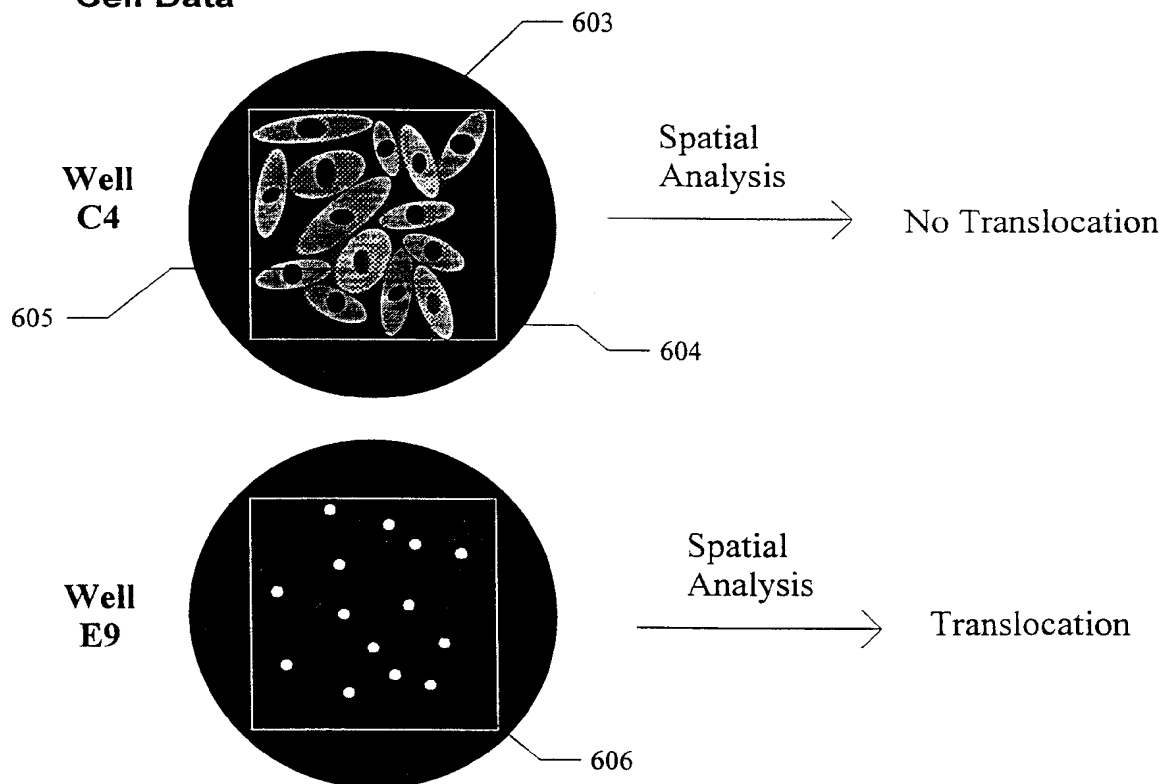 Cell Data
603
Well
C4
Spatial
Analysis
No Translocation
605
604
Well
E9
Spatial
Analysis
Translocation
606